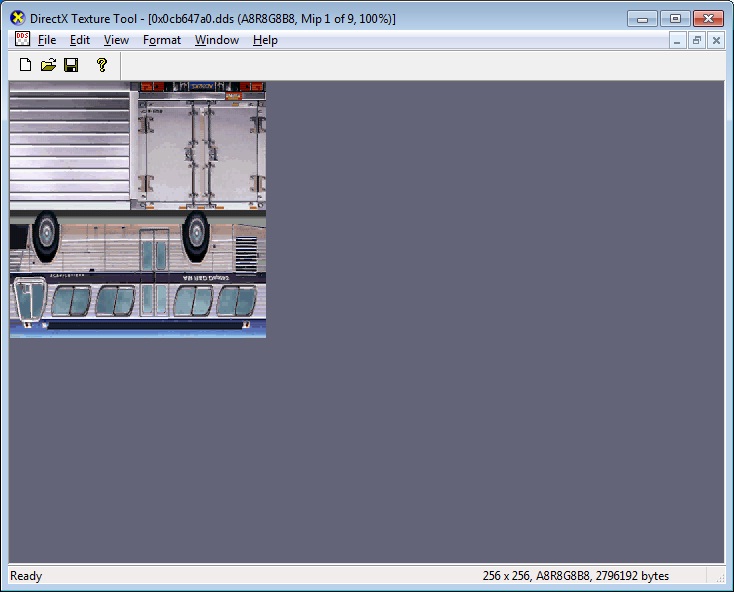 DirectX Texture Tool - [0x0cb647a0.dds (A8R8G8B8, Mip 1 of 9, 100%)]
DDS File Edit View Format Window Help
Ready
256 x 256, A8R8G8B8, 2796192 bytes